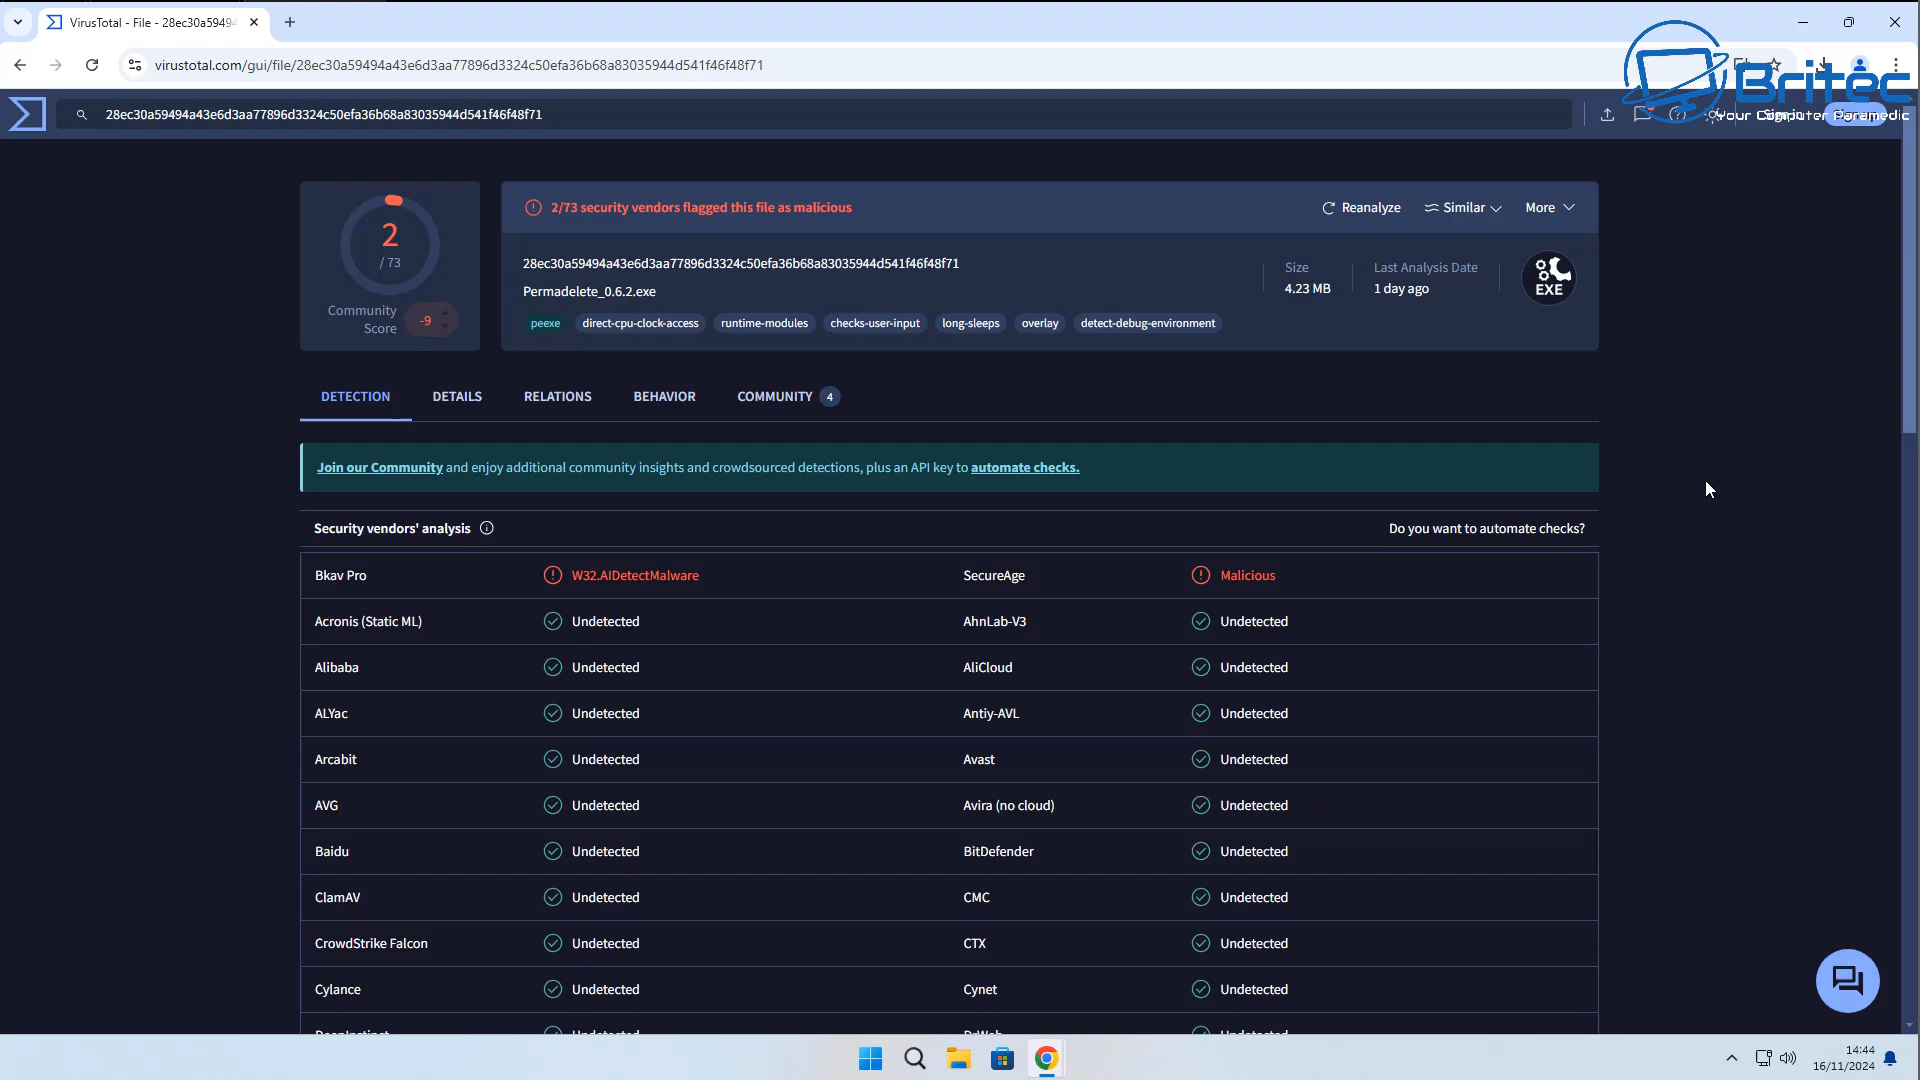 VirusTotal - File - 28ec30a59494
virustotal.com/gui/file/28ec30a59494a43e6d3aa77896d3324c50efa36b68a83035944d541f46f48f71
Britec
28ec30a59494a43e6d3aa77896d3324c50efa36b68a83035944d541f46f48f71
Your Computer Paramedic
2
/ 73
Community
Score
-9
2/73 security vendors flagged this file as malicious
Reanalyze
Similar
More
28ec30a59494a43e6d3aa77896d3324c50efa36b68a83035944d541f46f48f71
Permadelete_0.6.2.exe
Size
4.23 MB
Last Analysis Date
1 day ago
EXE
peexe direct-cpu-clock-access runtime-modules checks-user-input long-sleeps overlay detect-debug-environment
DETECTION DETAILS RELATIONS BEHAVIOR COMMUNITY 4
Join our Community and enjoy additional community insights and crowdsourced detections, plus an API key to automate checks.
Security vendors' analysis
Do you want to automate checks?
Bkav Pro W32.AIDetectMalware SecureAge Malicious
Acronis (Static ML) Undetected AhnLab-V3 Undetected
Alibaba Undetected AliCloud Undetected
ALYac Undetected Antiy-AVL Undetected
Arcabit Undetected Avast Undetected
AVG Undetected Avira (no cloud) Undetected
Baidu Undetected BitDefender Undetected
ClamAV Undetected CMC Undetected
CrowdStrike Falcon Undetected CTX Undetected
Cylance Undetected Cynet Undetected
14:44
16/11/2024